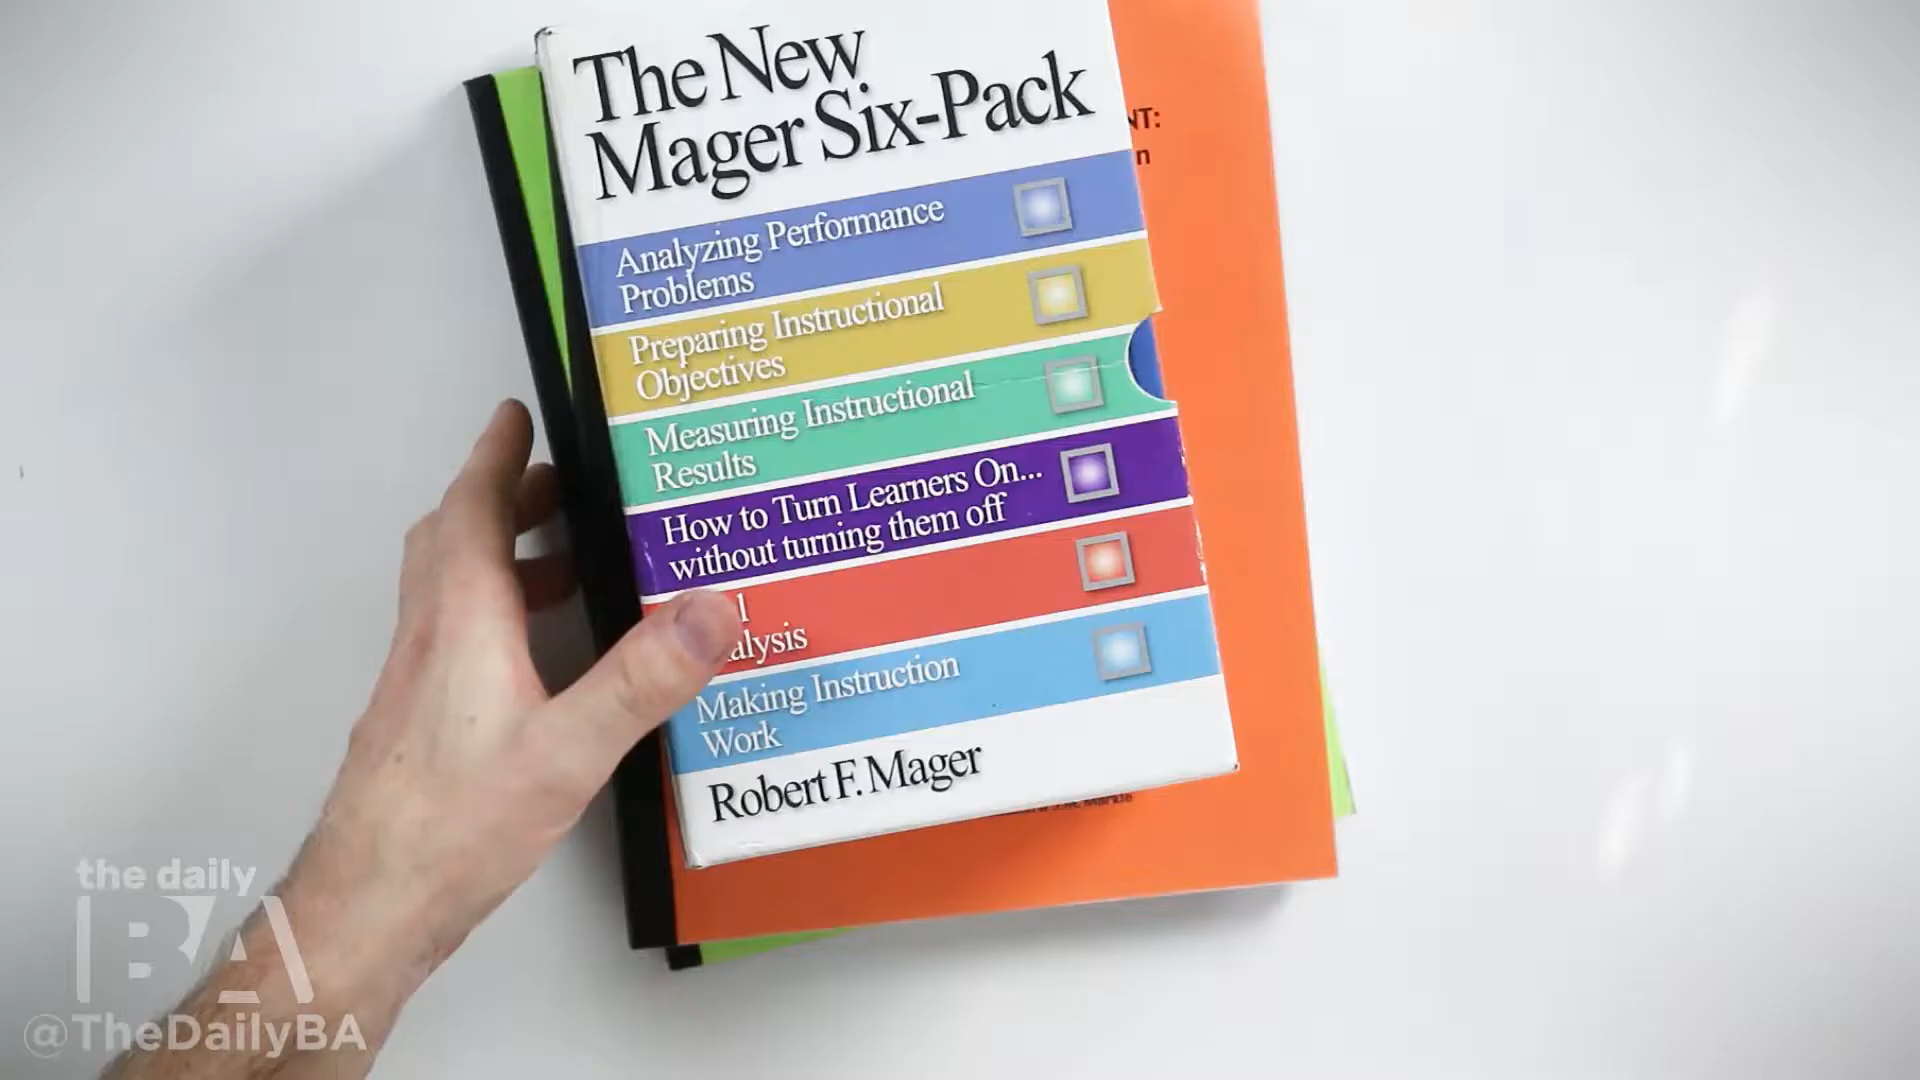 The New
Mager Six-Pack
NT:
n
Analyzing Performance
Problems
Preparing Instructional
Objectives
Measuring Instructional
Results
How to Turn Learners On...
without turning them off
l
alysis
Making Instruction
Work
Robert F. Mager
the daily
BA
@TheDailyBA